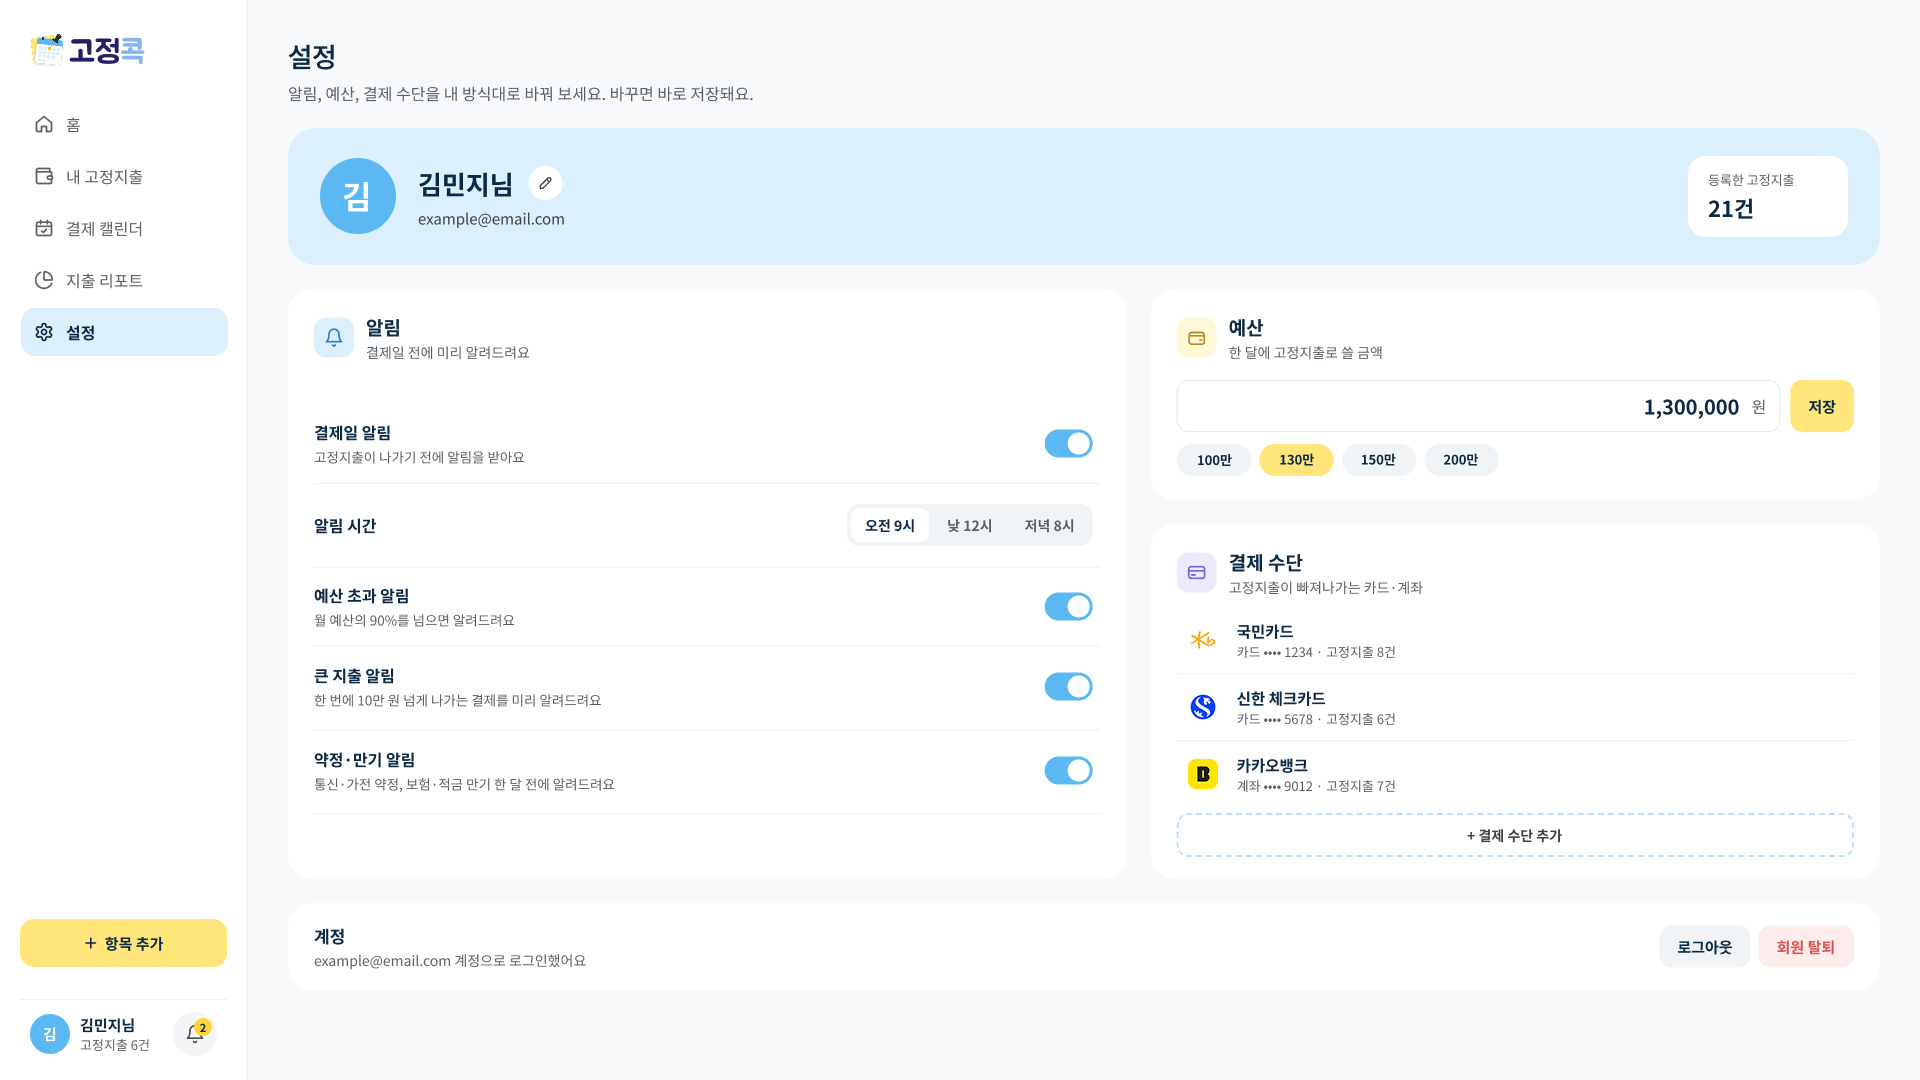 고정콕
홈
내 고정지출
결제 캘린더
지출 리포트
설정
+ 항목 추가
김
김민지님
고정지출 6건
2
설정
알림, 예산, 결제 수단을 내 방식대로 바꿔 보세요. 바꾸면 바로 저장돼요.
김
김민지님
example@email.com
등록한 고정지출
21건
알림
결제일 전에 미리 알려드려요
결제일 알림
고정지출이 나가기 전에 알림을 받아요
알림 시간
오전 9시
낮 12시
저녁 8시
예산 초과 알림
월 예산의 90%를 넘으면 알려드려요
큰 지출 알림
한 번에 10만 원 넘게 나가는 결제를 미리 알려드려요
약정·만기 알림
통신·가전 약정, 보험·적금 만기 한 달 전에 알려드려요
예산
한 달에 고정지출로 쓸 금액
1,300,000 원
저장
100만
130만
150만
200만
결제 수단
고정지출이 빠져나가는 카드·계좌
국민카드
카드 •••• 1234 · 고정지출 8건
신한 체크카드
카드 •••• 5678 · 고정지출 6건
B
카카오뱅크
계좌 •••• 9012 · 고정지출 7건
+ 결제 수단 추가
계정
example@email.com 계정으로 로그인했어요
로그아웃
회원 탈퇴